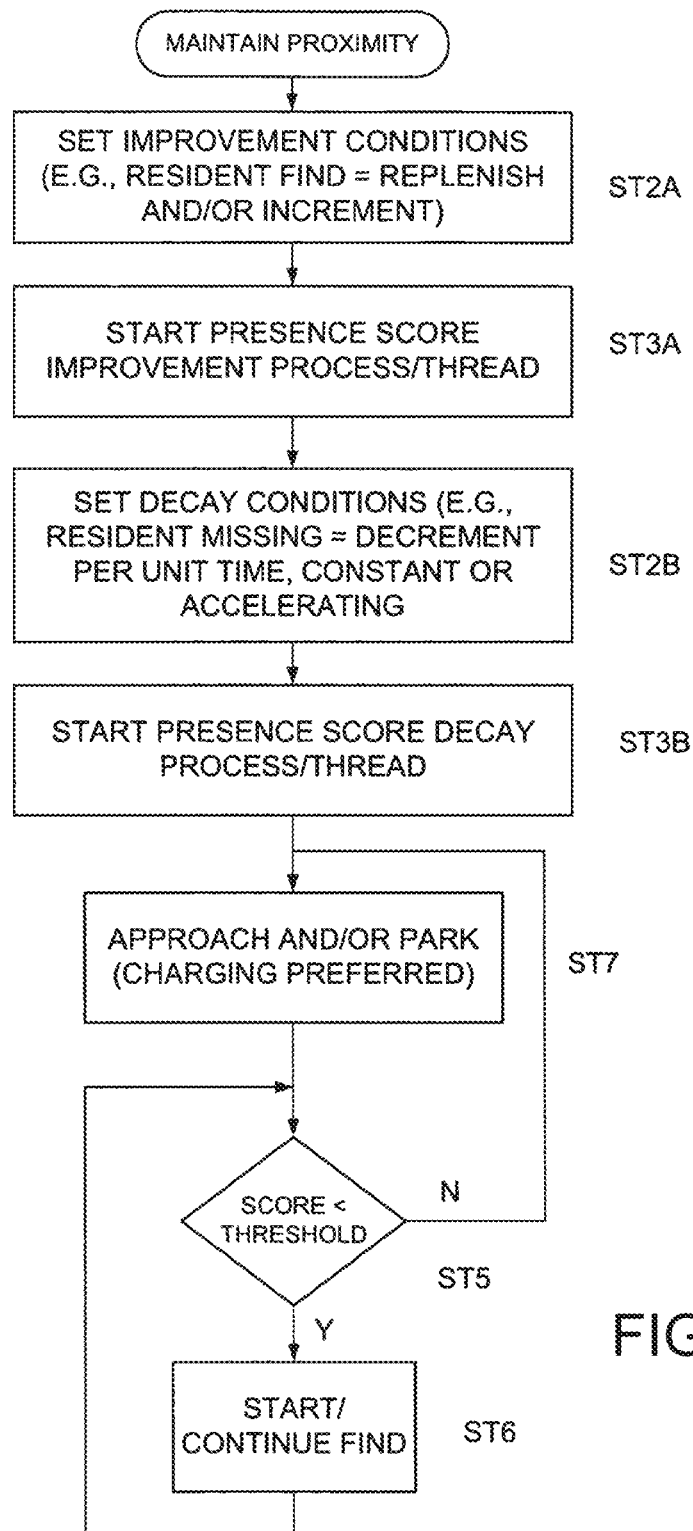 MAINTAIN PROXIMITY
SET IMPROVEMENT CONDITIONS
(E.G., RESIDENT FIND = REPLENISH
AND/OR INCREMENT)
ST2A
START PRESENCE SCORE
IMPROVEMENT PROCESS/THREAD
ST3A
SET DECAY CONDITIONS (E.G.,
RESIDENT MISSING = DECREMENT
PER UNIT TIME, CONSTANT OR
ACCELERATING
ST2B
START PRESENCE SCORE DECAY
PROCESS/THREAD
ST3B
APPROACH AND/OR PARK
(CHARGING PREFERRED)
ST7
SCORE <
THRESHOLD
N
ST5
Y
FIG
START/
CONTINUE FIND
ST6